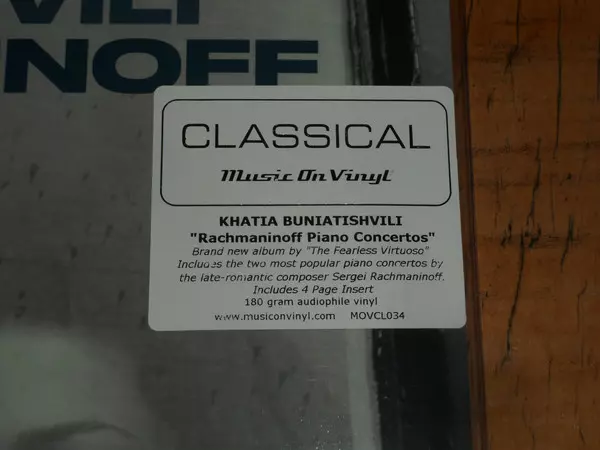 VILI
NOFF
CLASSICAL
Music On Vinyl
KHATIA BUNIATISHVILI
"Rachmaninoff Piano Concertos"
Brand new album by "The Fearless Virtuoso"
Includes the two most popular piano concertos by
the late-romantic composer Sergei Rachmaninoff.
Includes 4 Page Insert
180 gram audiophile vinyl
www.musiconvinyl.com MOVCL034